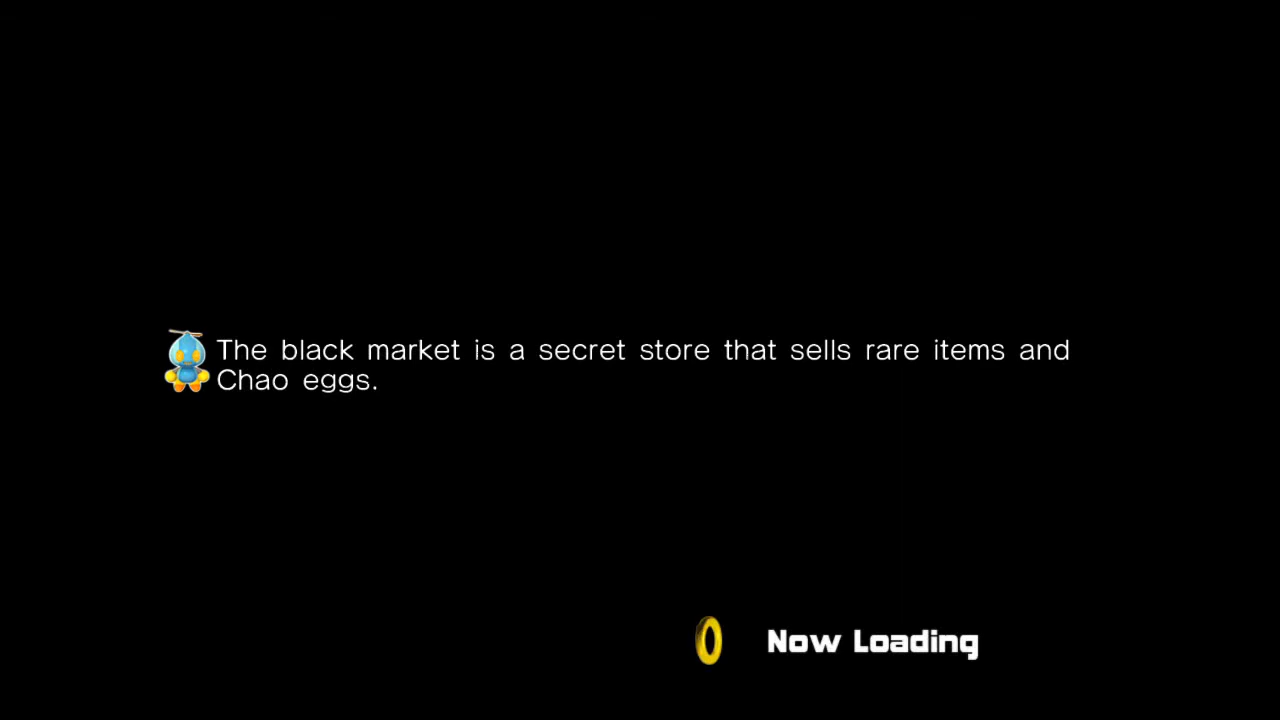 The black market is a secret store that sells rare items and
Chao eggs.
Now Loading